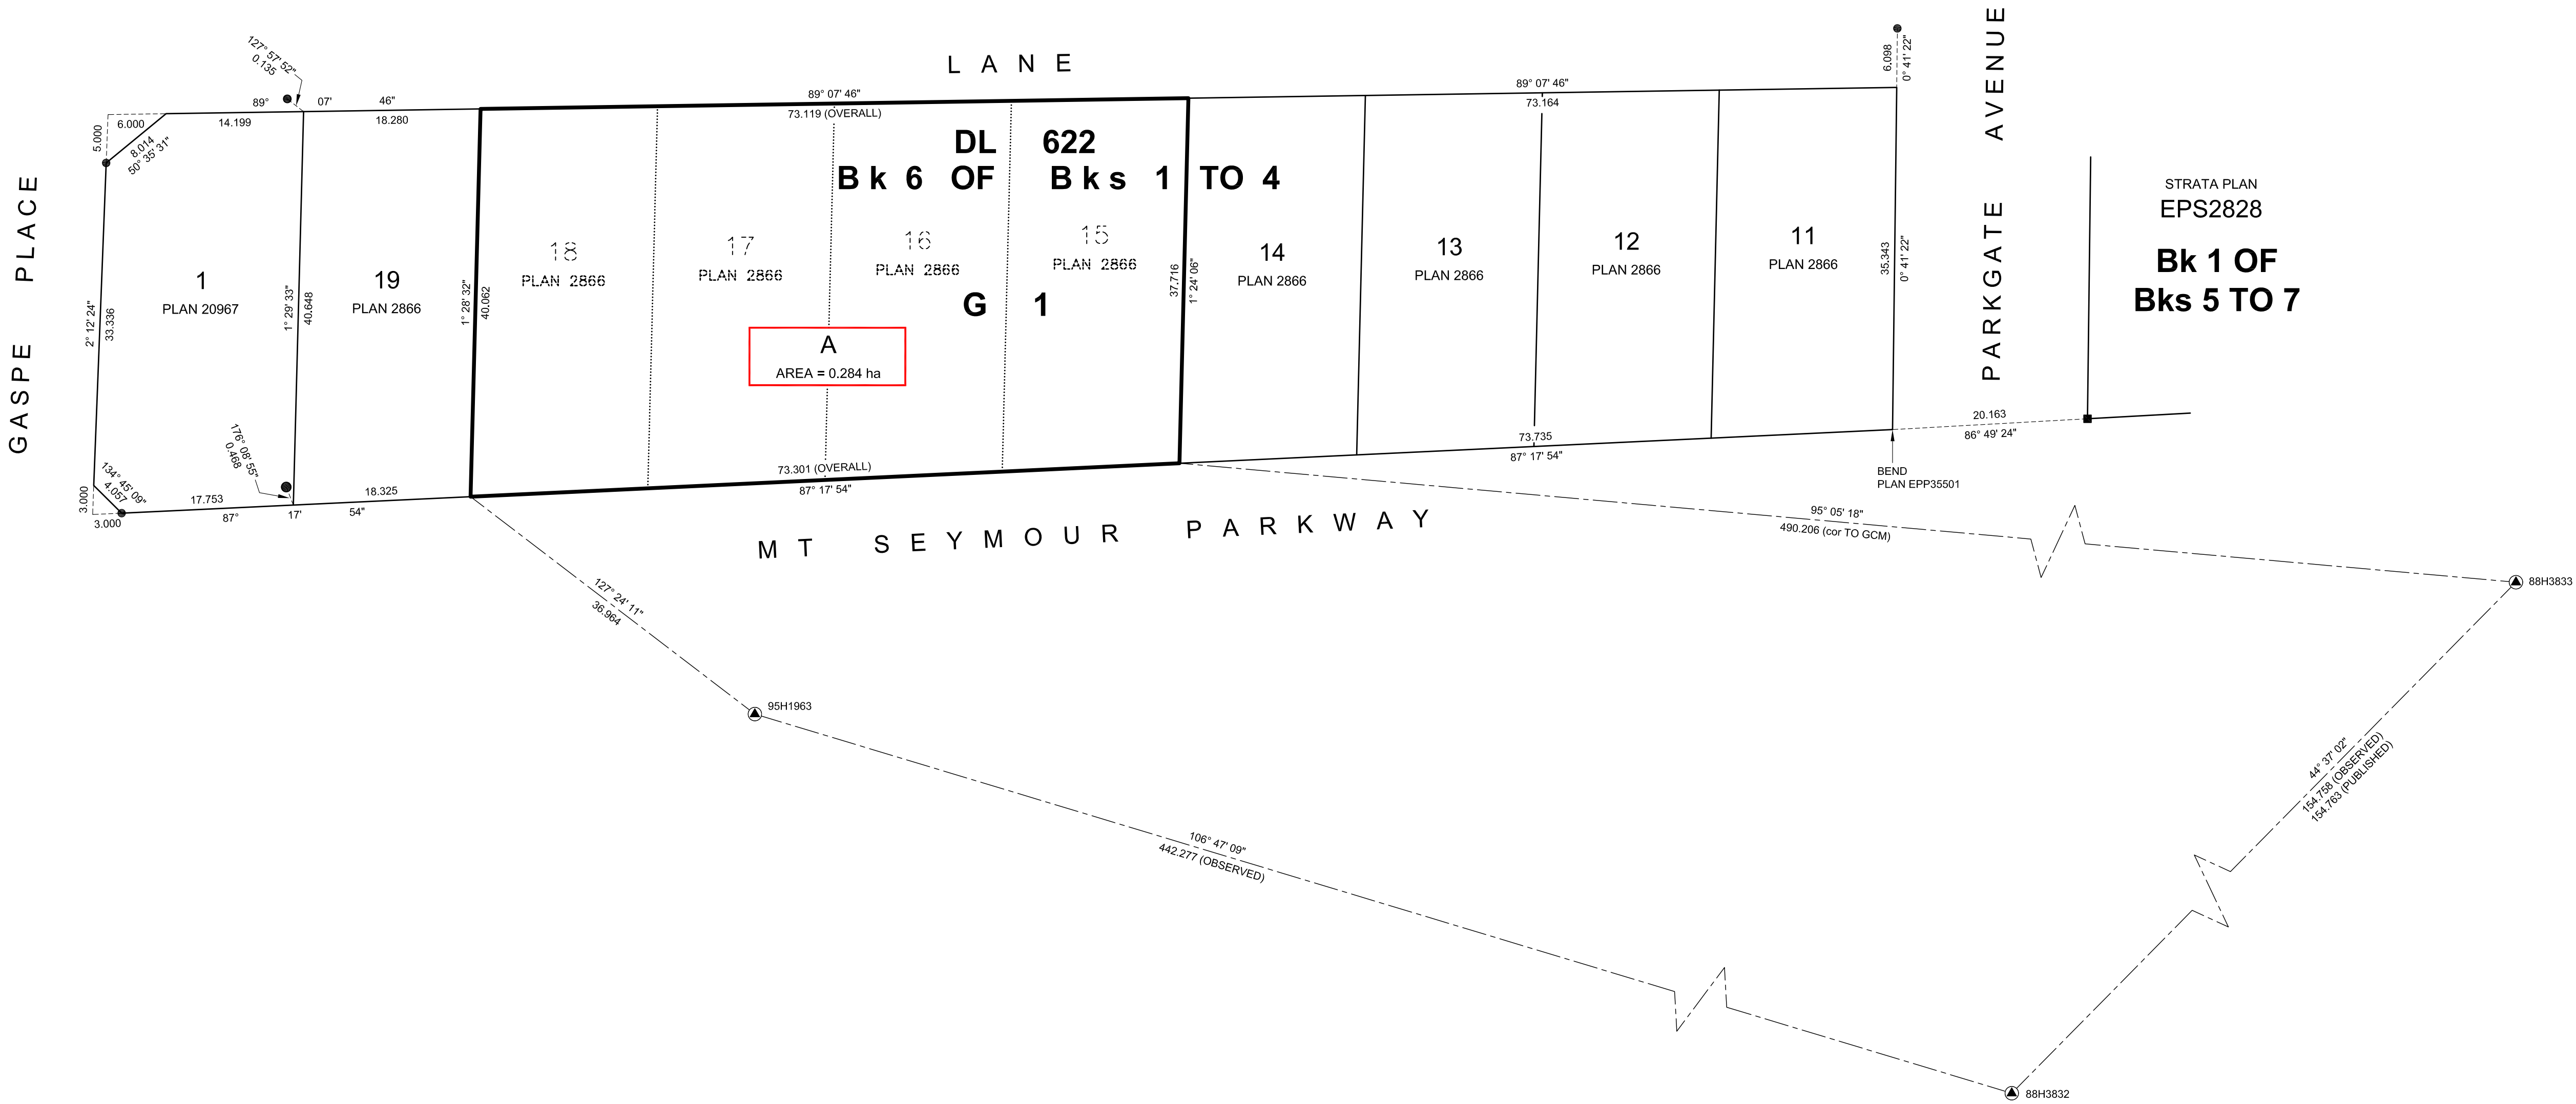 LANE
GASPE PLACE
PARKGATE AVENUE
MT SEYMOUR PARKWAY
127° 57' 52"
0.135
89° 07' 46"
6.000
14.199
18.280
5.000
8.014
50° 35' 31"
2° 12' 24"
33.336
1
PLAN 20967
1° 29' 33"
40.648
19
PLAN 2866
1° 28' 32"
40.062
176° 08' 55"
0.468
134° 45' 09"
4.057
3.000
3.000
17.753
18.325
87° 17' 54"
89° 07' 46"
73.119 (OVERALL)
DL 622
Bk 6 OF Bks 1 TO 4
18
PLAN 2866
17
PLAN 2866
16
PLAN 2866
15
PLAN 2866
G 1
A
AREA = 0.284 ha
73.301 (OVERALL)
87° 17' 54"
37.716
1° 24' 06"
89° 07' 46"
73.164
14
PLAN 2866
13
PLAN 2866
12
PLAN 2866
11
PLAN 2866
73.735
87° 17' 54"
6.098
0° 41' 22"
35.343
0° 41' 22"
20.163
86° 49' 24"
BEND
PLAN EPP35501
STRATA PLAN
EPS2828
Bk 1 OF
Bks 5 TO 7
95° 05' 18"
490.206 (cor TO GCM)
88H3833
127° 24' 11"
36.964
95H1963
106° 47' 09"
442.277 (OBSERVED)
44° 37' 02"
154.758 (OBSERVED)
154.763 (PUBLISHED)
88H3832